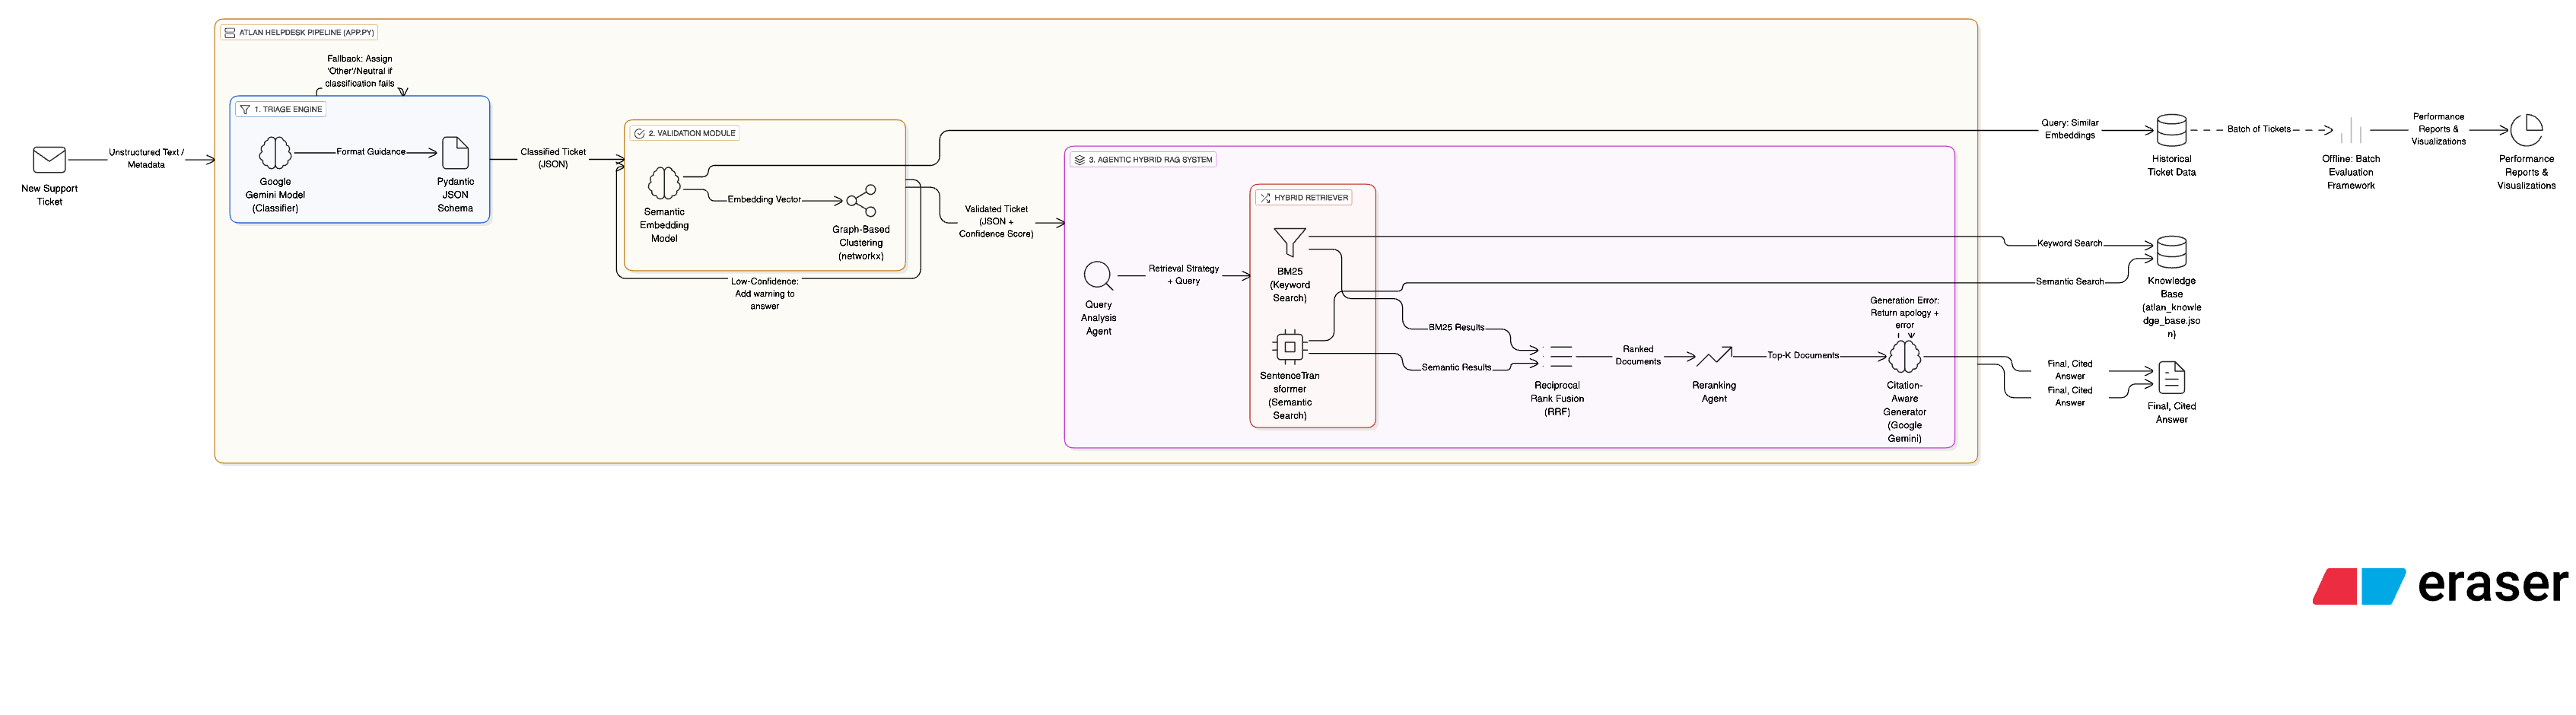 ATLAN HELPDESK PIPELINE (APP.PY)
Fallback: Assign
'Other'/Neutral if
classification fails
1. TRIAGE ENGINE
Google
Gemini Model
(Classifier)
Format Guidance
Pydantic
JSON
Schema
New Support
Ticket
Unstructured Text /
Metadata
Classified Ticket
(JSON)
2. VALIDATION MODULE
Semantic
Embedding
Model
Embedding Vector
Graph-Based
Clustering
(networkx)
Low-Confidence:
Add warning to
answer
Validated Ticket
(JSON +
Confidence Score)
3. AGENTIC HYBRID RAG SYSTEM
Query
Analysis
Agent
Retrieval Strategy
+ Query
HYBRID RETRIEVER
BM25
(Keyword
Search)
SentenceTran
sformer
(Semantic
Search)
BM25 Results
Semantic Results
Reciprocal
Rank Fusion
(RRF)
Ranked
Documents
Reranking
Agent
Top-K Documents
Generation Error:
Return apology +
error
Citation-
Aware
Generator
(Google
Gemini)
Query: Similar
Embeddings
Historical
Ticket Data
Batch of Tickets
Offline: Batch
Evaluation
Framework
Performance
Reports &
Visualizations
Performance
Reports &
Visualizations
Keyword Search
Semantic Search
Knowledge
Base
(atlan_knowle
dge_base.jso
n)
Final, Cited
Answer
Final, Cited
Answer
Final, Cited
Answer
eraser